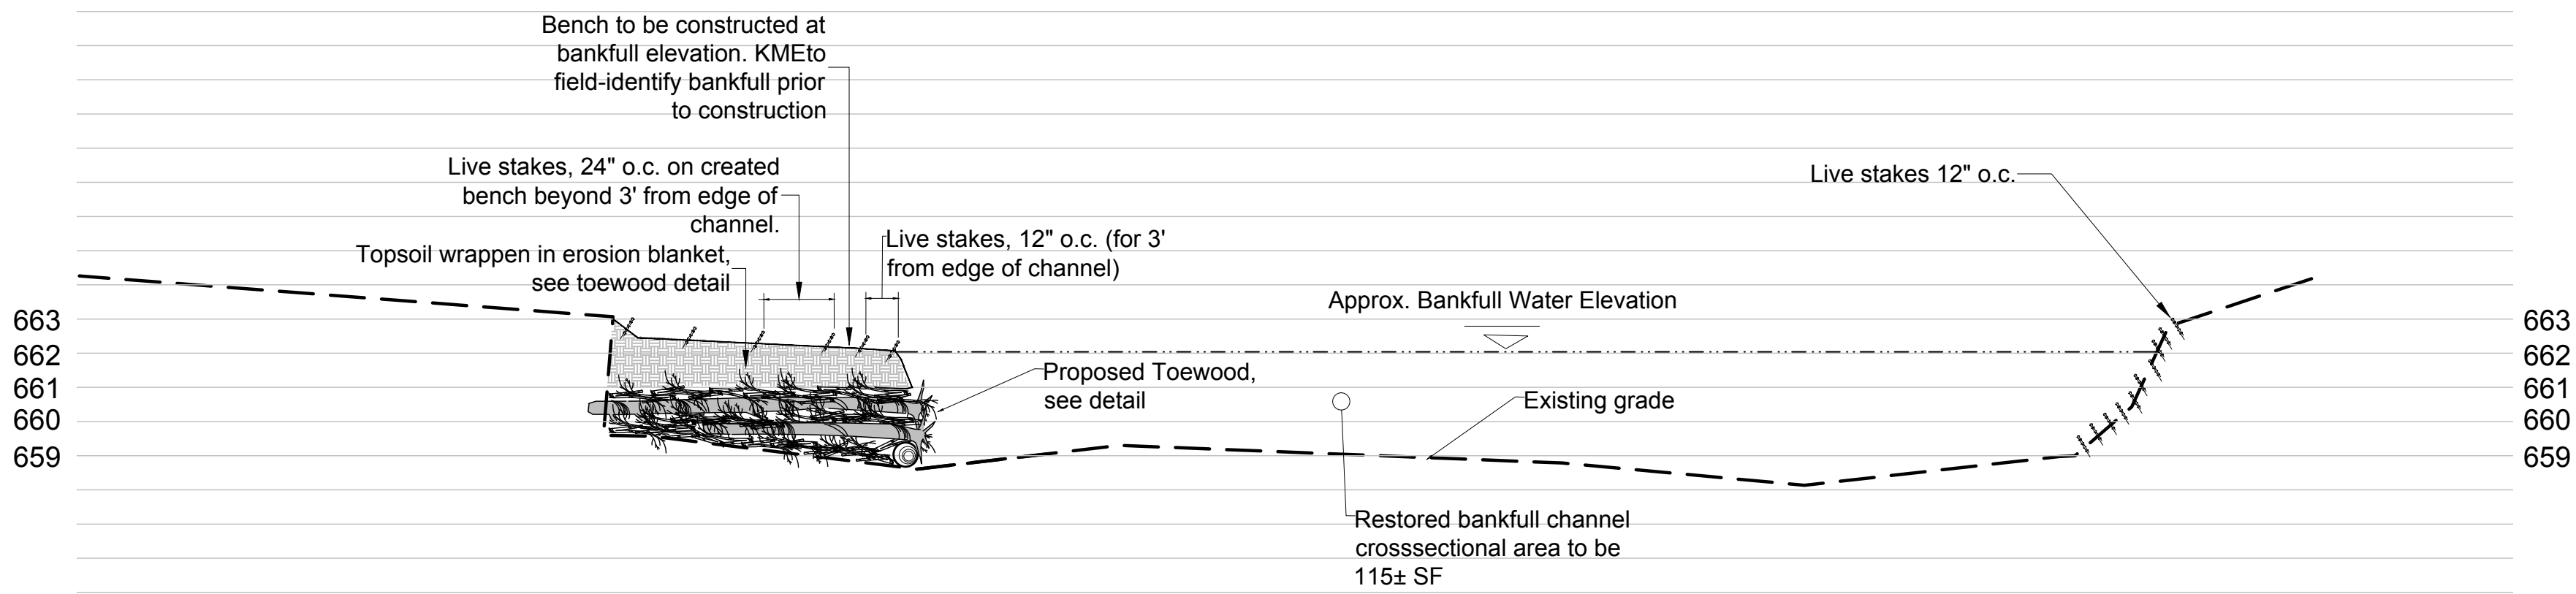 Bench to be constructed at
bankfull elevation. KMEto
field-identify bankfull prior
to construction
Live stakes, 24" o.c. on created
bench beyond 3' from edge of
channel.
Topsoil wrappen in erosion blanket,
see toewood detail
Live stakes, 12" o.c. (for 3'
from edge of channel)
Approx. Bankfull Water Elevation
Live stakes 12" o.c.
Proposed Toewood,
see detail
Existing grade
Restored bankfull channel
crosssectional area to be
115± SF
663
662
661
660
659
663
662
661
660
659